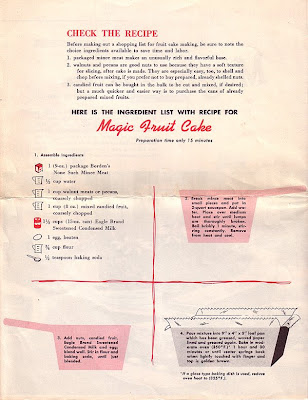 CHECK THE RECIPE
Before making out a shopping list for fruit cake making, be sure to note the
choice ingredients available to save time and labor.
1. packaged mince meat makes an unusually rich and flavorful base.
2. walnuts and pecans are good nuts to use because they have a soft texture
for slicing, after cake is made. They are especially easy, too, to shell and
chop before mixing, if you prefer not to buy prepared, already shelled nuts.
3. candied fruit can be bought in the bulk to be cut and mixed, if desired;
but a much quicker and easier way is to purchase the cans of already
prepared mixed fruits.
HERE IS THE INGREDIENT LIST WITH RECIPE FOR
Magic Fruit Cake
Preparation time only 15 minutes
1. Assemble ingredients:
1 (9-oz.) package Borden's
None Such Mince Meat
½ cup water
1 cup walnut meats or pecans,
coarsely chopped
1 cup (8 oz.) mixed candied fruit,
coarsely chopped
1⅓ cups (15-oz. can) Eagle Brand
Sweetened Condensed Milk
1 egg, beaten
¾ cup flour
½ teaspoon baking soda
2. Break mince meat into
small pieces and put in
2-quart saucepan. Add wa-
ter. Place over medium
heat and stir until lumps
are thoroughly broken.
Boil briskly 1 minute, stir-
ring constantly. Remove
from heat and cool.
3. Add nuts, candied fruit,
Eagle Brand Sweetened
Condensed Milk and egg;
blend well. Stir in flour and
baking soda, until just
blended.
4. Pour mixture into 9" x 4" x 3" loaf pan
which has been greased, waxed paper
lined and greased again. Bake in mod-
erate oven (350°F.) 1 hour and
minutes or until center springs back
when lightly touched with finger and
top is golden brown.
*If a glass type baking dish is used, reduce
oven heat to (325°F.)